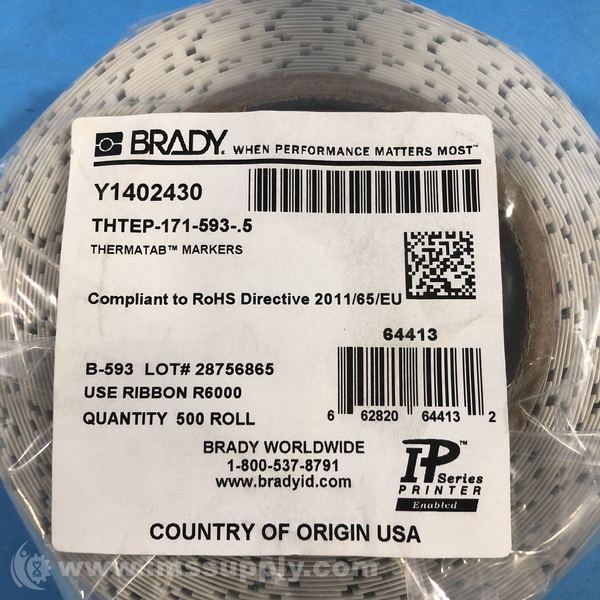 BRADY. WHEN PERFORMANCE MATTERS MOST™
Y1402430
THTEP-171-593-.5
THERMATAB™ MARKERS
Compliant to RoHS Directive 2011/65/EU
64413
B-593 LOT# 28756865
USE RIBBON R6000
QUANTITY 500 ROLL
6 62820 64413 2
BRADY WORLDWIDE
1-800-537-8791
www.bradyid.com
IP™ Series
PRINTER
Enabled
COUNTRY OF ORIGIN USA
www.imssupply.com